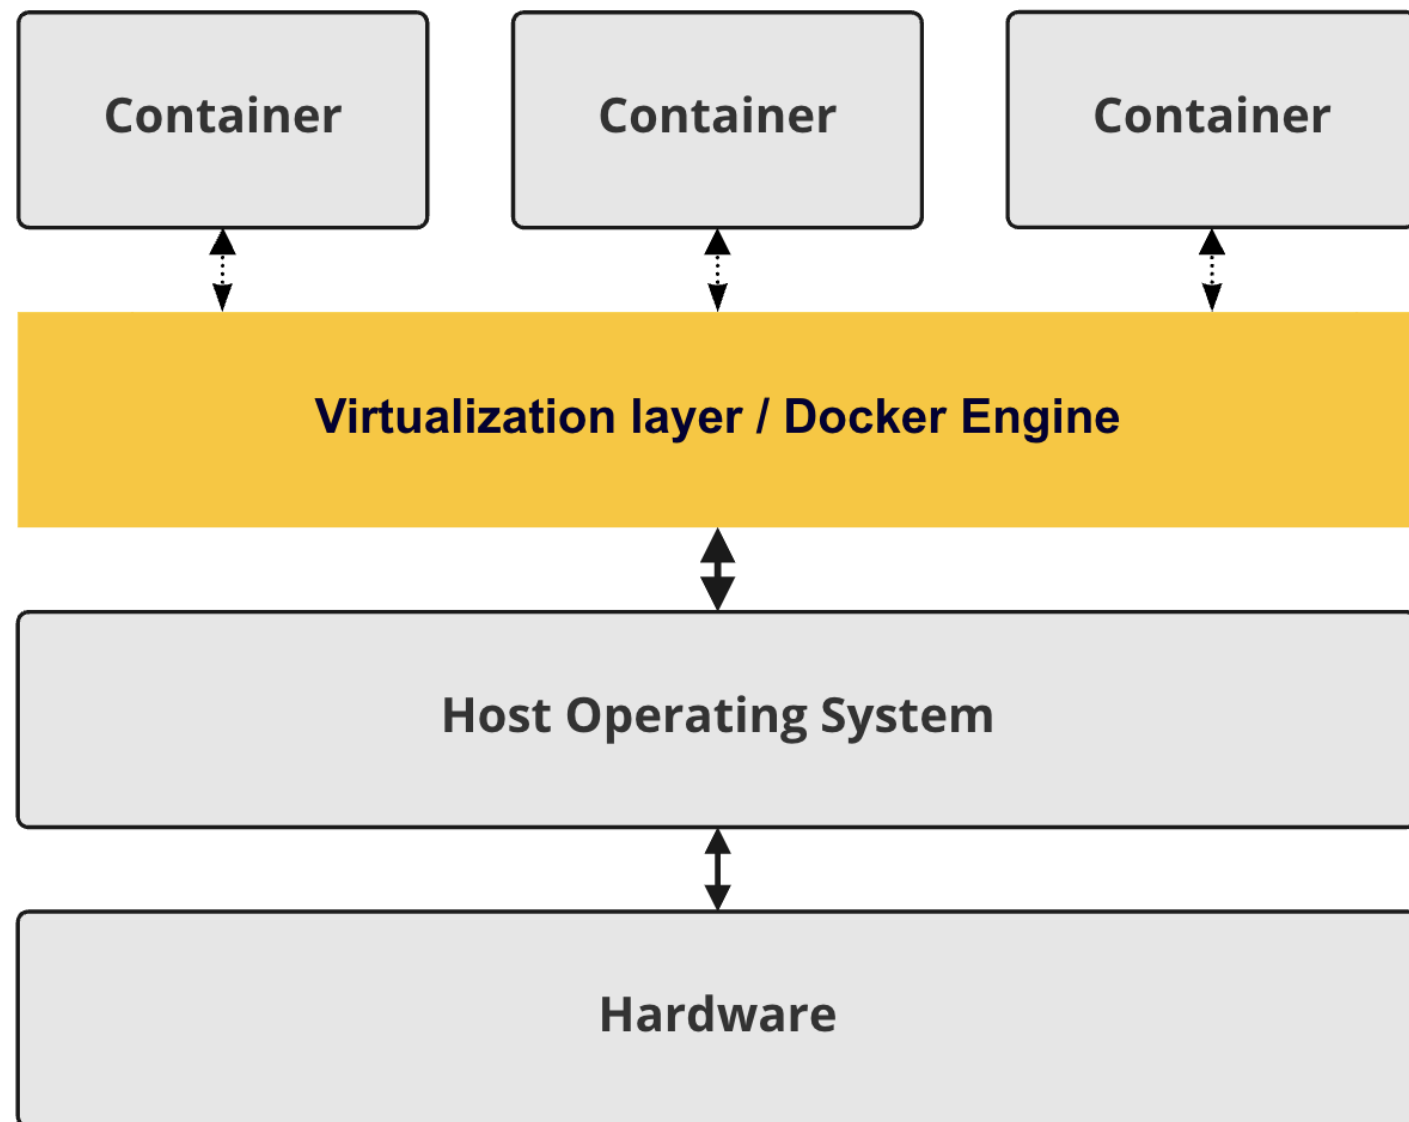 Container Container Container
Virtualization layer / Docker Engine
Host Operating System
Hardware